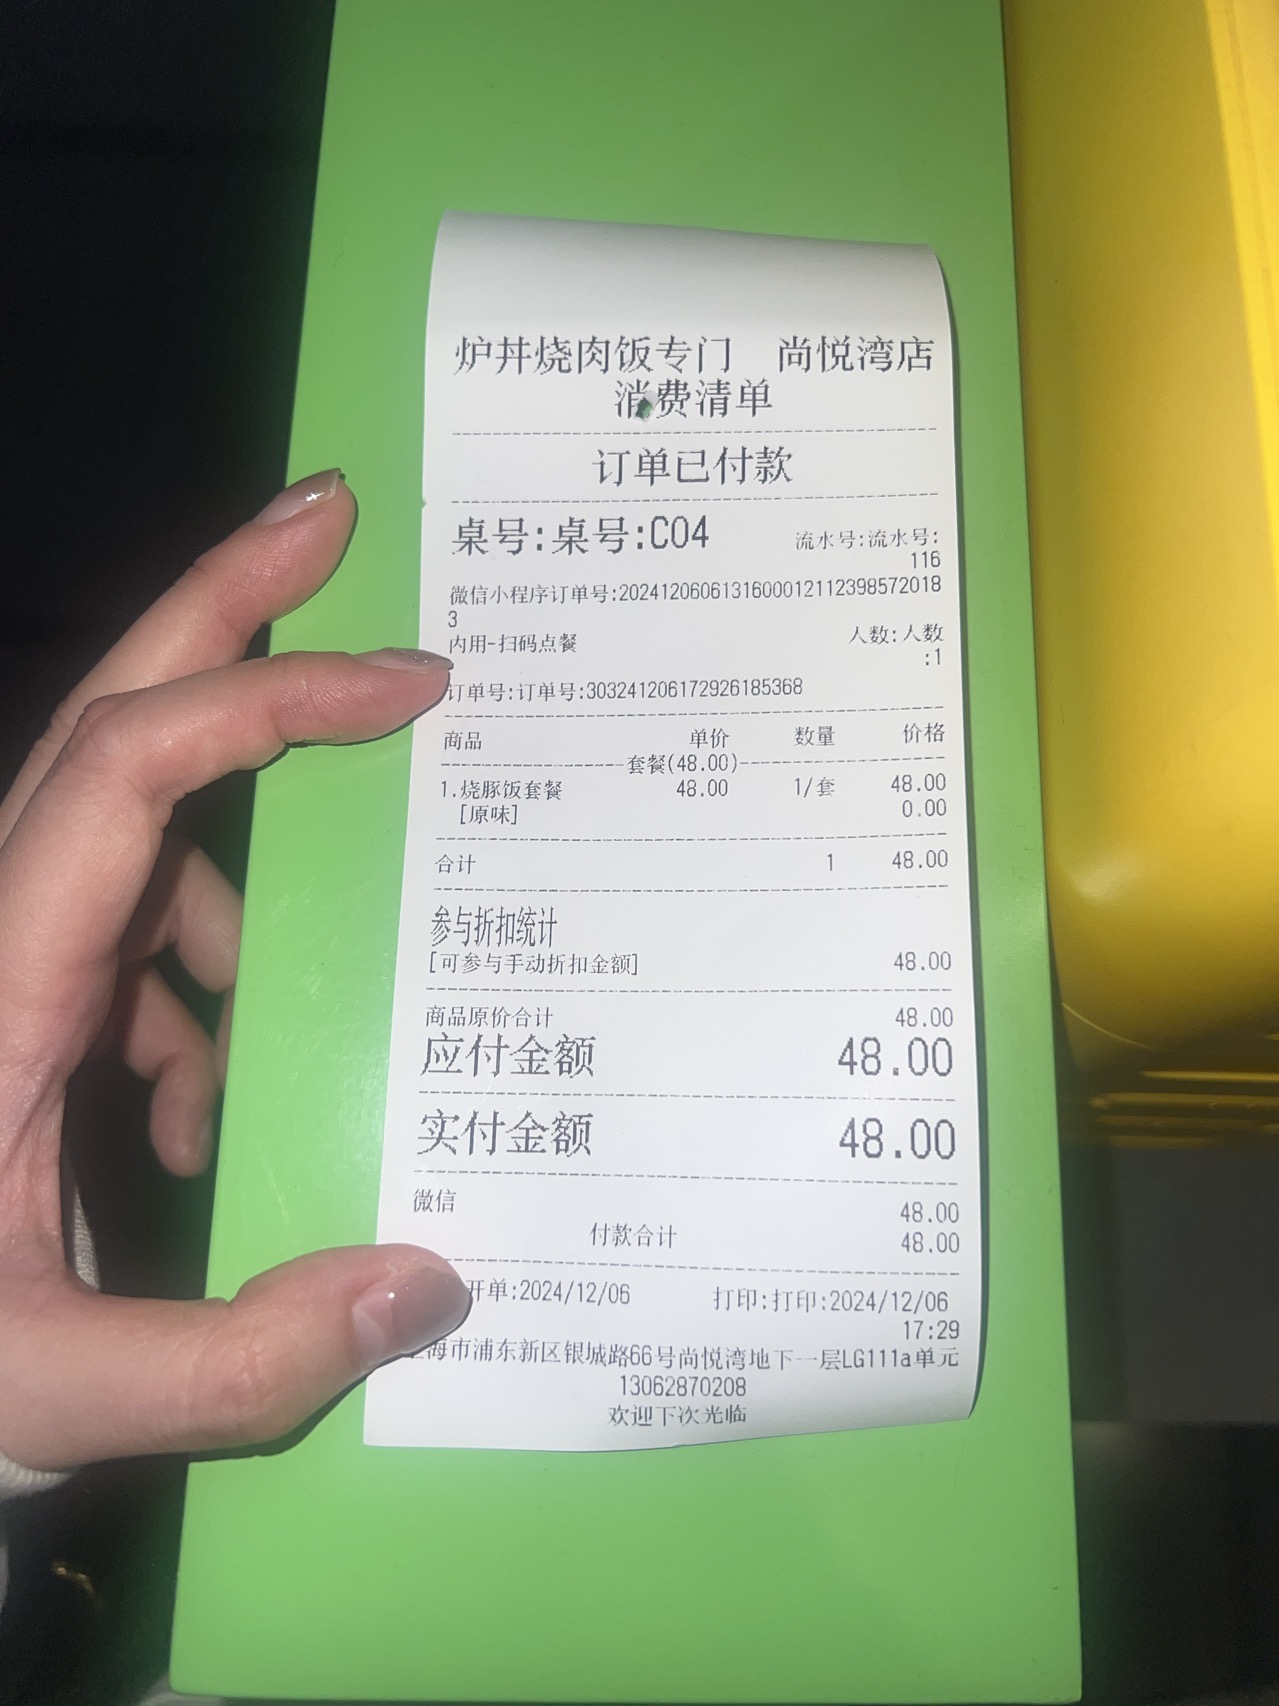 炉丼烧肉饭专门 尚悦湾店
消费清单
订单已付款
桌号:桌号:C04 流水号:流水号:
116
微信小程序订单号:2024120606131600012112398572018
3
内用-扫码点餐 人数:人数
:1
订单号:订单号:303241206172926185368
商品 单价 数量 价格
套餐(48.00)
1.烧豚饭套餐 48.00 1/套 48.00
[原味] 0.00
合计 1 48.00
参与折扣统计
[可参与手动折扣金额] 48.00
商品原价合计 48.00
应付金额 48.00
实付金额 48.00
微信 48.00
付款合计 48.00
开单:2024/12/06 打印:打印:2024/12/06
17:29
海市浦东新区银城路66号尚悦湾地下一层LG111a单元
13062870208
欢迎下次光临